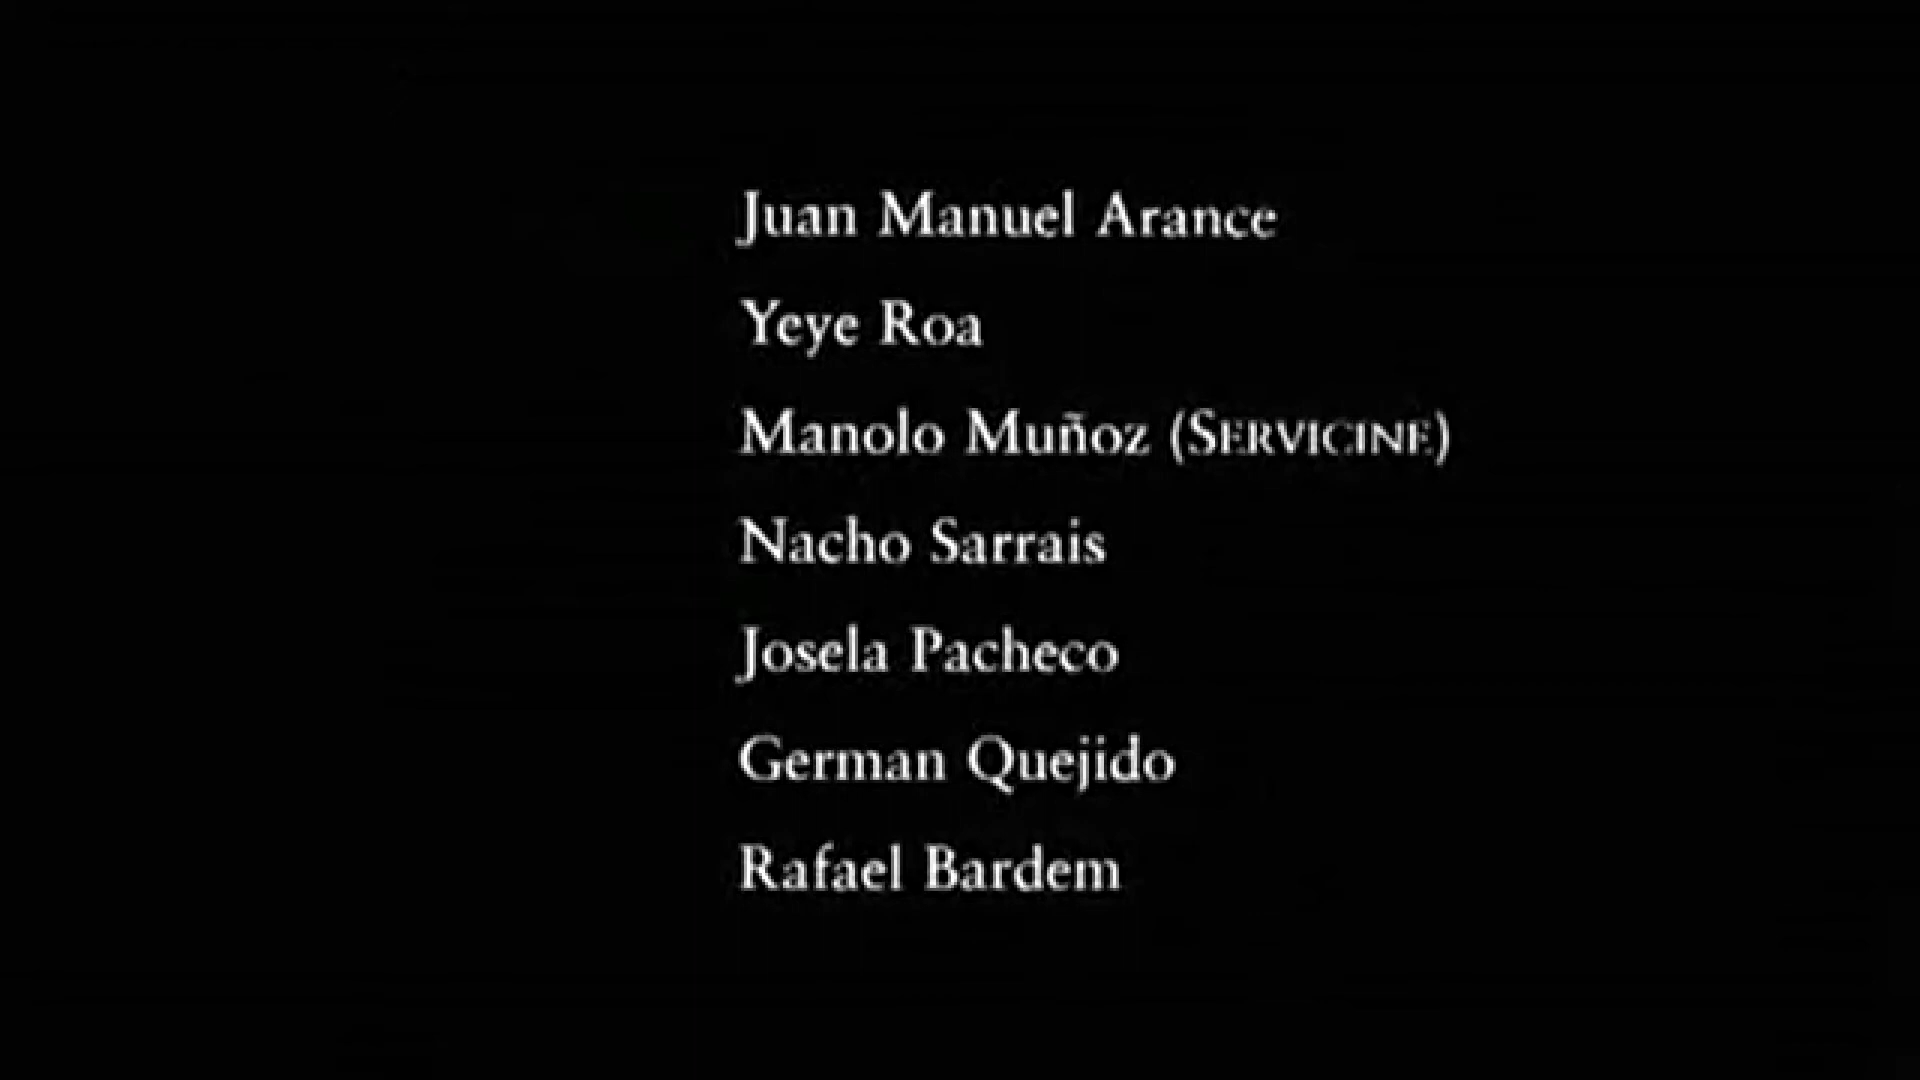 Juan Manuel Arance
Yeye Roa
Manolo Muñoz (SERVICINE)
Nacho Sarrais
Josela Pacheco
German Quejido
Rafael Bardem